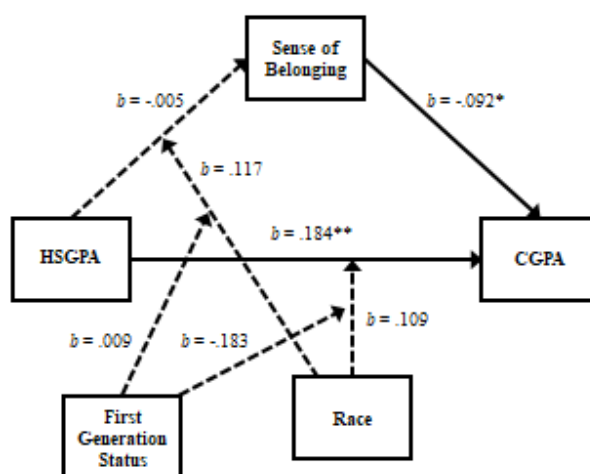 Sense of
Belonging
b = -.005
b = -.092*
b = .117
HSGPA
b = .184**
CGPA
b = .009
b = -.183
b = .109
First
Generation
Status
Race